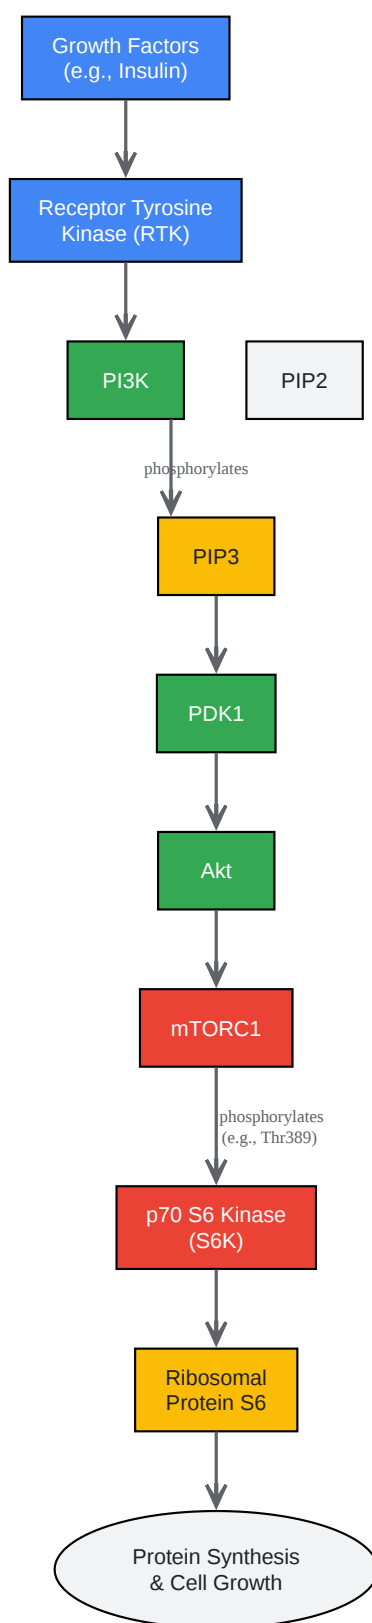 Growth Factors
(e.g., Insulin)
Receptor Tyrosine
Kinase (RTK)
PI3K
PIP2
phosphorylates
PIP3
PDK1
Akt
mTORC1
phosphorylates
(e.g., Thr389)
p70 S6 Kinase
(S6K)
Ribosomal
Protein S6
Protein Synthesis
& Cell Growth